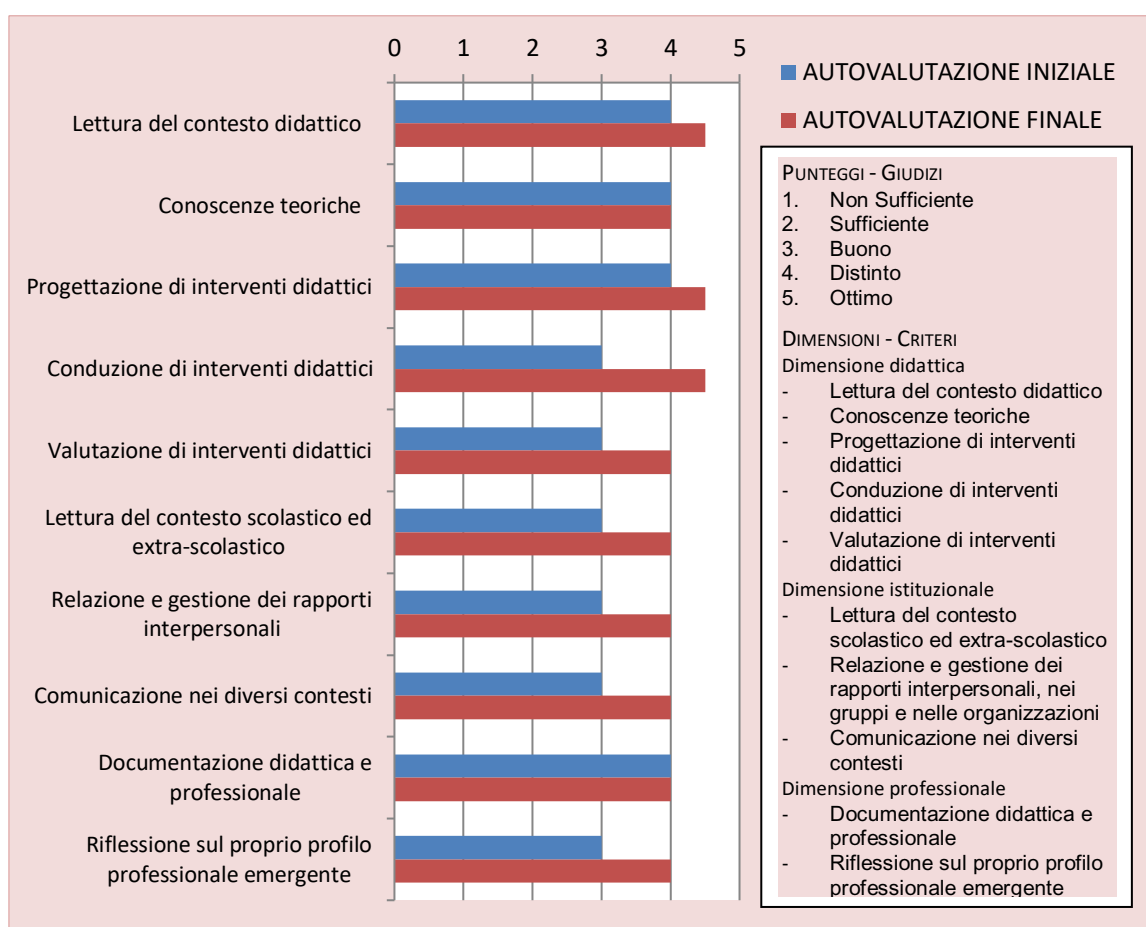 0 1 2 3 4 5
Lettura del contesto didattico
Conoscenze teoriche
Progettazione di interventi didattici
Conduzione di interventi didattici
Valutazione di interventi didattici
Lettura del contesto scolastico ed
extra-scolastico
Relazione e gestione dei rapporti
interpersonali
Comunicazione nei diversi contesti
Documentazione didattica e
professionale
Riflessione sul proprio profilo
professionale emergente
AUTOVALUTAZIONE INIZIALE
AUTOVALUTAZIONE FINALE
PUNTEGGI - GIUDIZI
1. Non Sufficiente
2. Sufficiente
3. Buono
4. Distinto
5. Ottimo
DIMENSIONI - CRITERI
Dimensione didattica
- Lettura del contesto didattico
- Conoscenze teoriche
- Progettazione di interventi
didattici
- Conduzione di interventi
didattici
- Valutazione di interventi
didattici
Dimensione istituzionale
- Lettura del contesto
scolastico ed extra-scolastico
- Relazione e gestione dei
rapporti interpersonali, nei
gruppi e nelle organizzazioni
- Comunicazione nei diversi
contesti
Dimensione professionale
- Documentazione didattica e
professionale
- Riflessione sul proprio profilo
professionale emergente